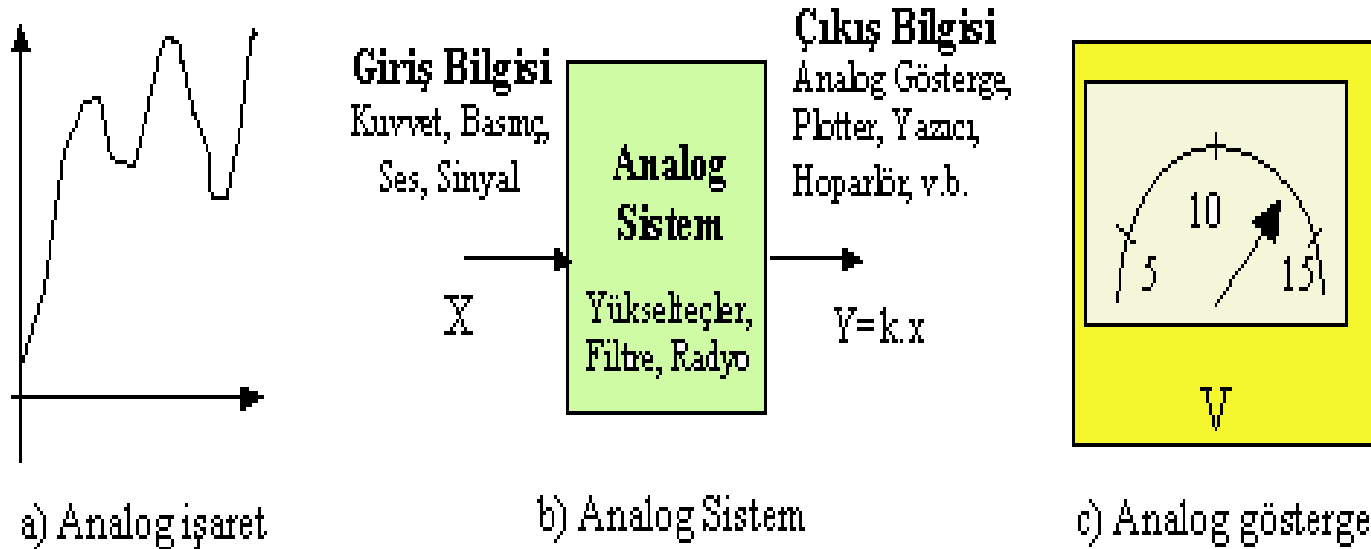 Giriş Bilgisi
Kuvvet, Basınç,
Ses, Sinyal
X
Analog
Sistem
Yükselteçler,
Filtre, Radyo
Çıkış Bilgisi
Analog Gösterge,
Plotter, Yazıcı,
Hoparlör, v.b.
Y=k.x
5
10
15
V
a) Analog işaret
b) Analog Sistem
c) Analog gösterge